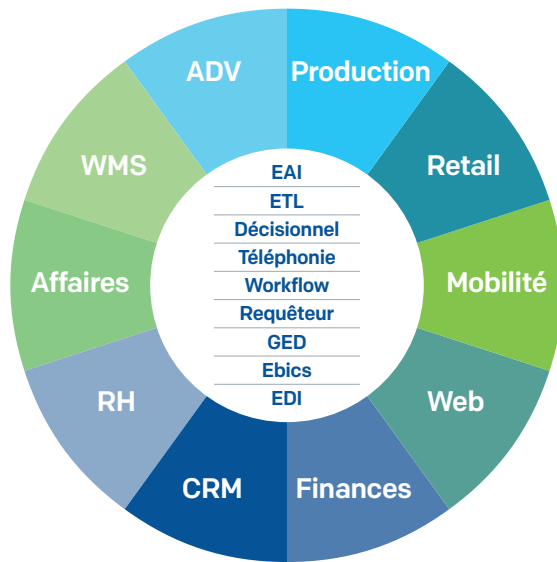 ADV
Production
WMS
Retail
EAI
ETL
Décisionnel
Téléphonie
Workflow
Requêteur
GED
Ebics
EDI
Affaires
Mobilité
RH
Web
CRM
Finances